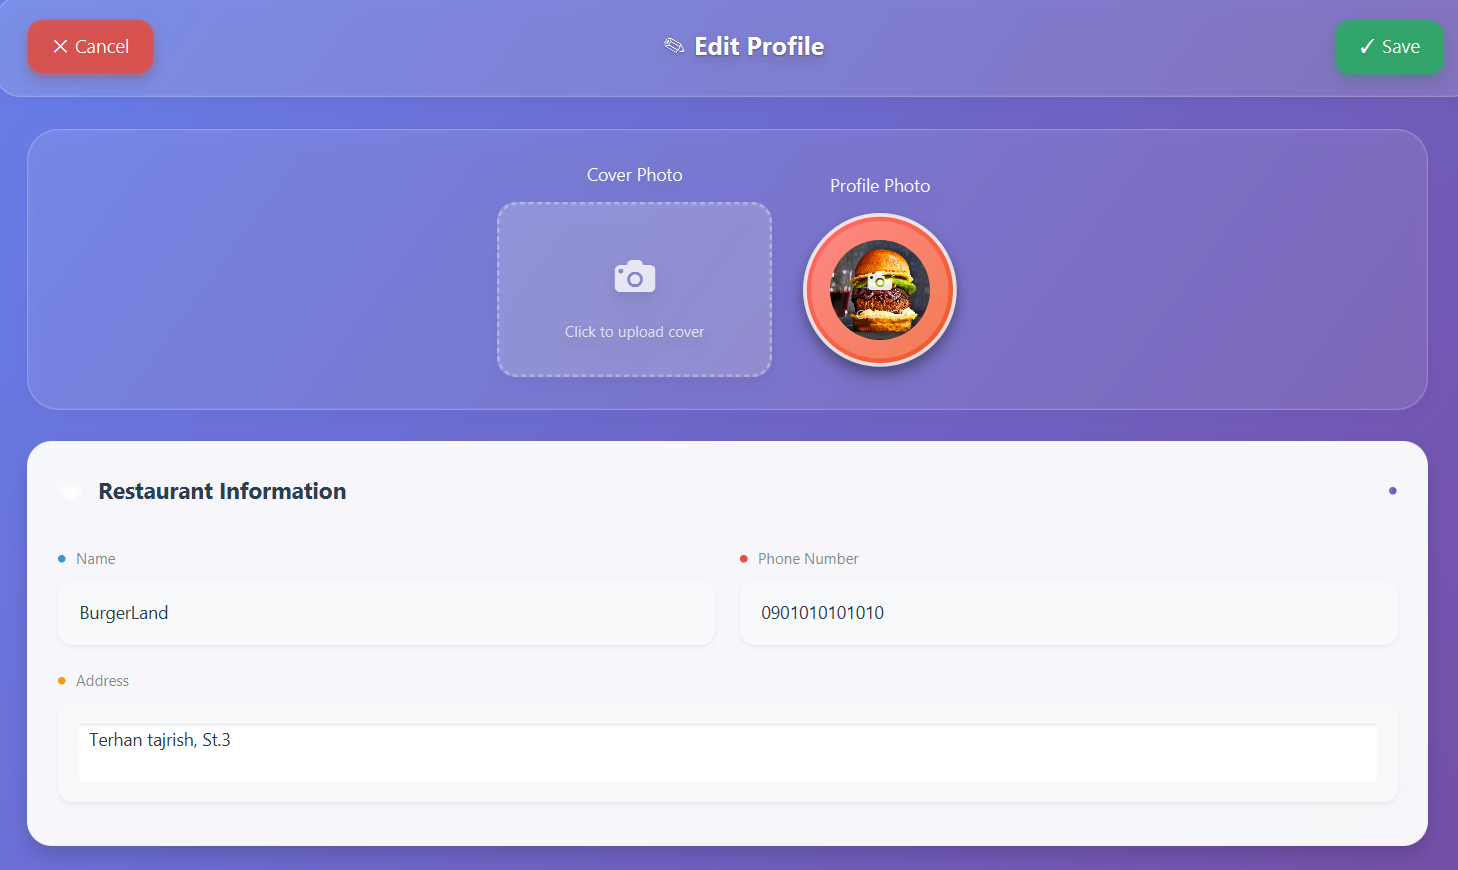 ✕ Cancel
✎ Edit Profile
✓ Save
Cover Photo
Profile Photo
Click to upload cover
Restaurant Information
Name
Phone Number
BurgerLand
0901010101010
Address
Terhan tajrish, St.3